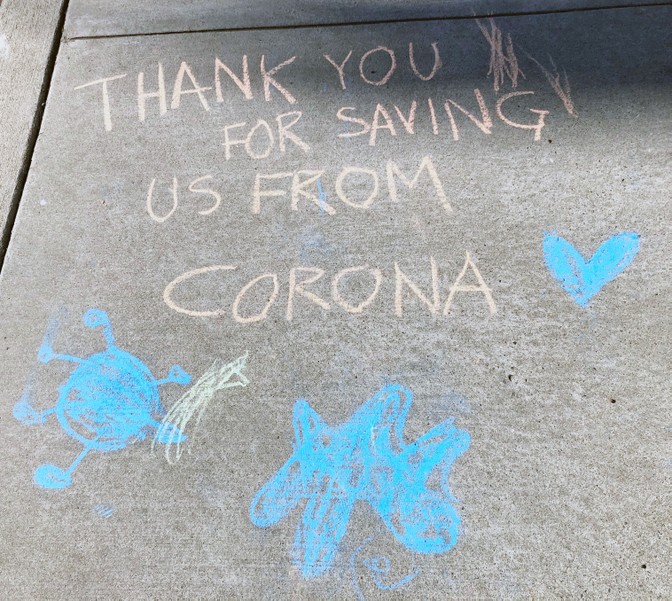 THANK YOU
FOR SAVING
US FROM
CORONA